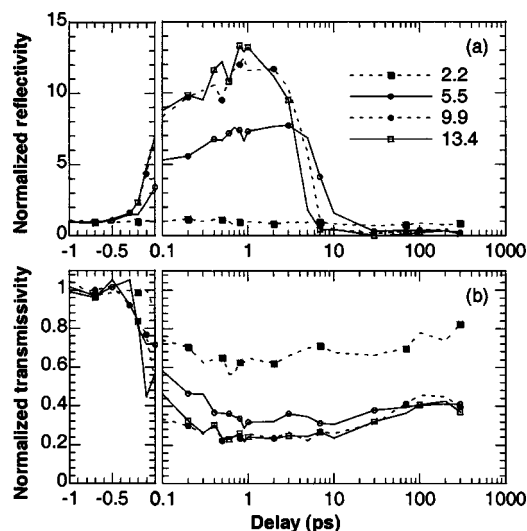 (a)
Normalized reflectivity
15
10
5
0
2.2
5.5
9.9
13.4
-1 -0.5 0.1 1 10 100 1000
(b)
Normalized transmissivity
1
0.8
0.6
0.4
0.2
0
-1 -0.5 0.1 1 10 100 1000
Delay (ps)